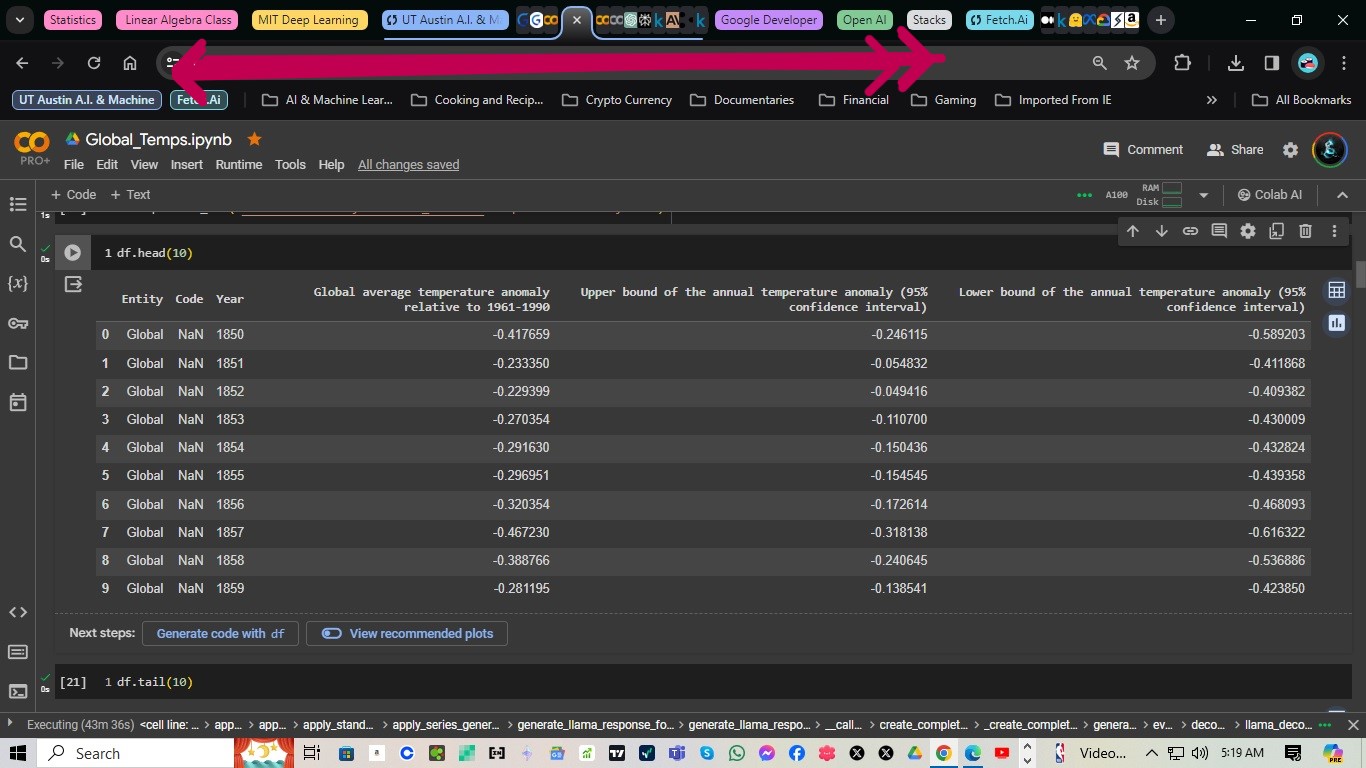 Statistics Linear Algebra Class MIT Deep Learning UT Austin A.I. & M Google Developer Open AI Stacks Fetch.Ai
UT Austin A.I. & Machine Fetch.Ai AI & Machine Lear... Cooking and Recip... Crypto Currency Documentaries Financial Gaming Imported From IE All Bookmarks
Global_Temps.ipynb
PRO+
File Edit View Insert Runtime Tools Help All changes saved
Comment Share
+ Code + Text
A100 RAM Disk Colab AI
1s
0s
1 df.head(10)
Entity Code Year Global average temperature anomaly relative to 1961-1990 Upper bound of the annual temperature anomaly (95% confidence interval) Lower bound of the annual temperature anomaly (95% confidence interval)
0 Global NaN 1850 -0.417659 -0.246115 -0.589203
1 Global NaN 1851 -0.233350 -0.054832 -0.411868
2 Global NaN 1852 -0.229399 -0.049416 -0.409382
3 Global NaN 1853 -0.270354 -0.110700 -0.430009
4 Global NaN 1854 -0.291630 -0.150436 -0.432824
5 Global NaN 1855 -0.296951 -0.154545 -0.439358
6 Global NaN 1856 -0.320354 -0.172614 -0.468093
7 Global NaN 1857 -0.467230 -0.318138 -0.616322
8 Global NaN 1858 -0.388766 -0.240645 -0.536886
9 Global NaN 1859 -0.281195 -0.138541 -0.423850
Next steps: Generate code with df View recommended plots
0s
[21] 1 df.tail(10)
Executing (43m 36s) <cell line: ... > app... > app... > apply_stand... > apply_series_gener... > generate_llama_response_fo... > generate_llama_respo... > __call... > create_complet... > _create_complet... > genera... > ev... > deco... > llama_deco...
Search Video... 5:19 AM